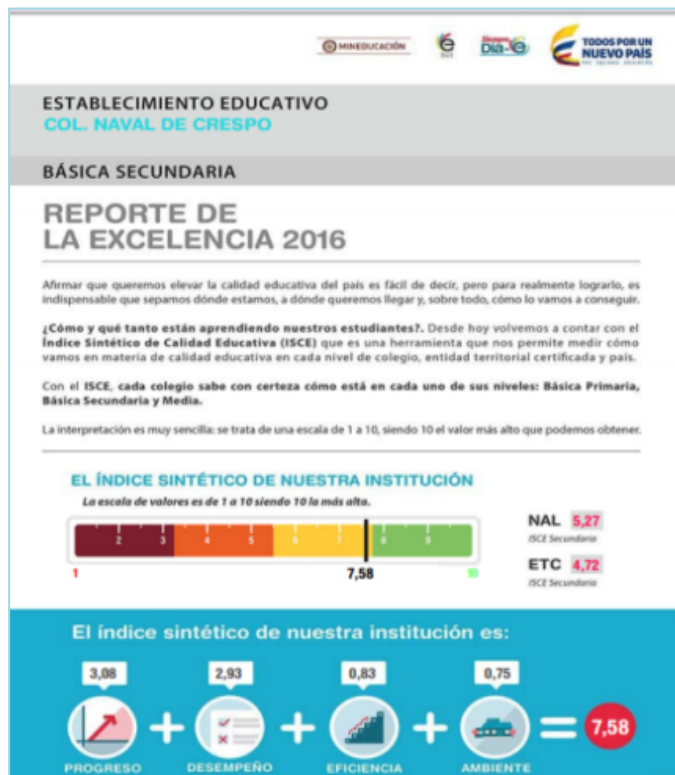 MINEDUCACIÓN
é
Día-e
TODOS POR UN
NUEVO PAÍS
ESTABLECIMIENTO EDUCATIVO
COL. NAVAL DE CRESPO
BÁSICA SECUNDARIA
REPORTE DE
LA EXCELENCIA 2016
Afirmar que queremos elevar la calidad educativa del país es fácil de decir, pero para realmente lograrlo, es
indispensable que sepamos dónde estamos, a dónde queremos llegar y, sobre todo, cómo lo vamos a conseguir.
¿Cómo y qué tanto están aprendiendo nuestros estudiantes?. Desde hoy volvemos a contar con el
Índice Sintético de Calidad Educativa (ISCE) que es una herramienta que nos permite medir cómo
vamos en materia de calidad educativa en cada nivel de colegio, entidad territorial certificada y país.
Con el ISCE, cada colegio sabe con certeza cómo está en cada uno de sus niveles: Básica Primaria,
Básica Secundaria y Media.
La interpretación es muy sencilla: se trata de una escala de 1 a 10, siendo 10 el valor más alto que podemos obtener.
EL ÍNDICE SINTÉTICO DE NUESTRA INSTITUCIÓN
La escala de valores es de 1 a 10 siendo 10 la más alta.
2 3 4 5 6 7 8 9
1 7,58 10
NAL 5,27
ISCE Secundaria
ETC 4,72
ISCE Secundaria
El índice sintético de nuestra institución es:
3,08 2,93 0,83 0,75
+ + + = 7,58
PROGRESO DESEMPEÑO EFICIENCIA AMBIENTE